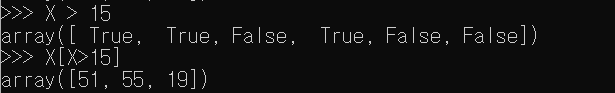 >>> X > 15
array([ True,  True, False,  True, False, False])
>>> X[X>15]
array([51, 55, 19])